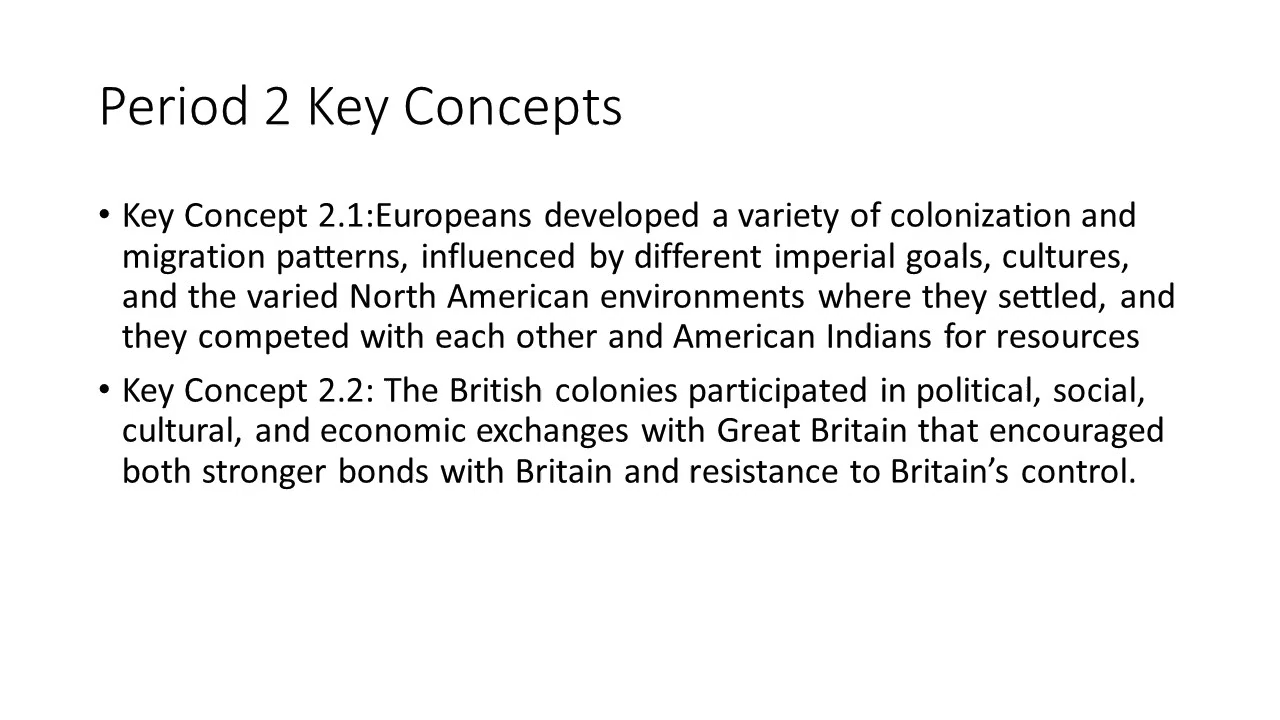 Period 2 Key Concepts
• Key Concept 2.1:Europeans developed a variety of colonization and
migration patterns, influenced by different imperial goals, cultures,
and the varied North American environments where they settled, and
they competed with each other and American Indians for resources
• Key Concept 2.2: The British colonies participated in political, social,
cultural, and economic exchanges with Great Britain that encouraged
both stronger bonds with Britain and resistance to Britain’s control.